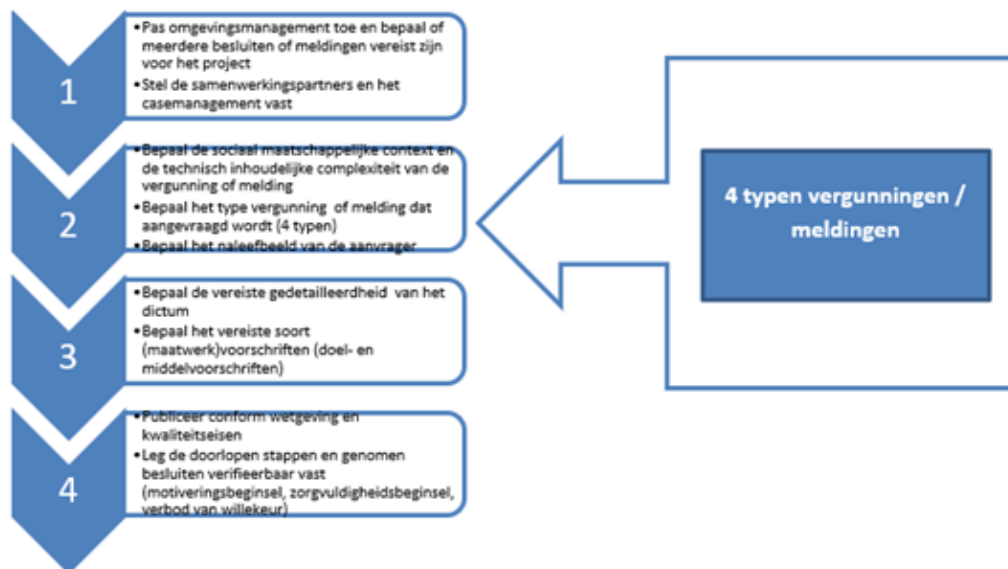 1
•Pas omgevingsmanagement toe en bepaal of
meerdere besluiten of meldingen vereist zijn
voor het project
•Stel de samenwerkingspartners en het
casemanagement vast
2
•Bepaal de sociaal maatschappelijke context en
de technisch inhoudelijke complexiteit van de
vergunning of melding
•Bepaal het type vergunning of melding dat
aangevraagd wordt (4 typen)
•Bepaal het naleefbeeld van de aanvrager
3
•Bepaal de vereiste gedetailleerdheid van het
dictum
•Bepaal het vereiste soort
(maatwerk)voorschriften (doel- en
middelvoorschriften)
4
•Publiceer conform wetgeving en
kwaliteitseisen
•Leg de doorlopen stappen en genomen
besluiten verifieerbaar vast
(motiveringsbeginsel, zorgvuldigheidsbeginsel,
verbod van willekeur)
4 typen vergunningen /
meldingen